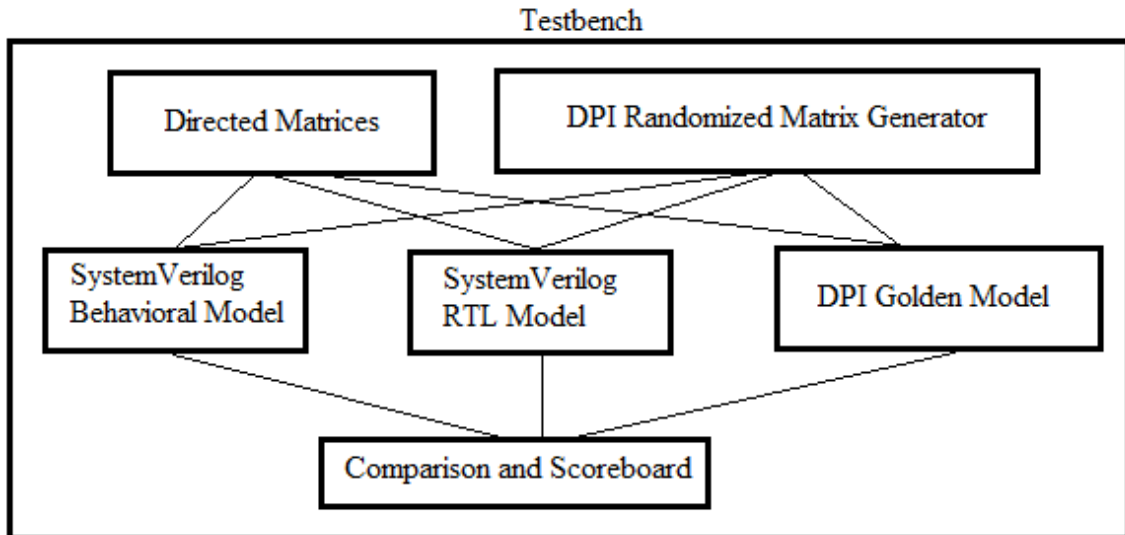 Testbench
Directed Matrices
DPI Randomized Matrix Generator
SystemVerilog
Behavioral Model
SystemVerilog
RTL Model
DPI Golden Model
Comparison and Scoreboard